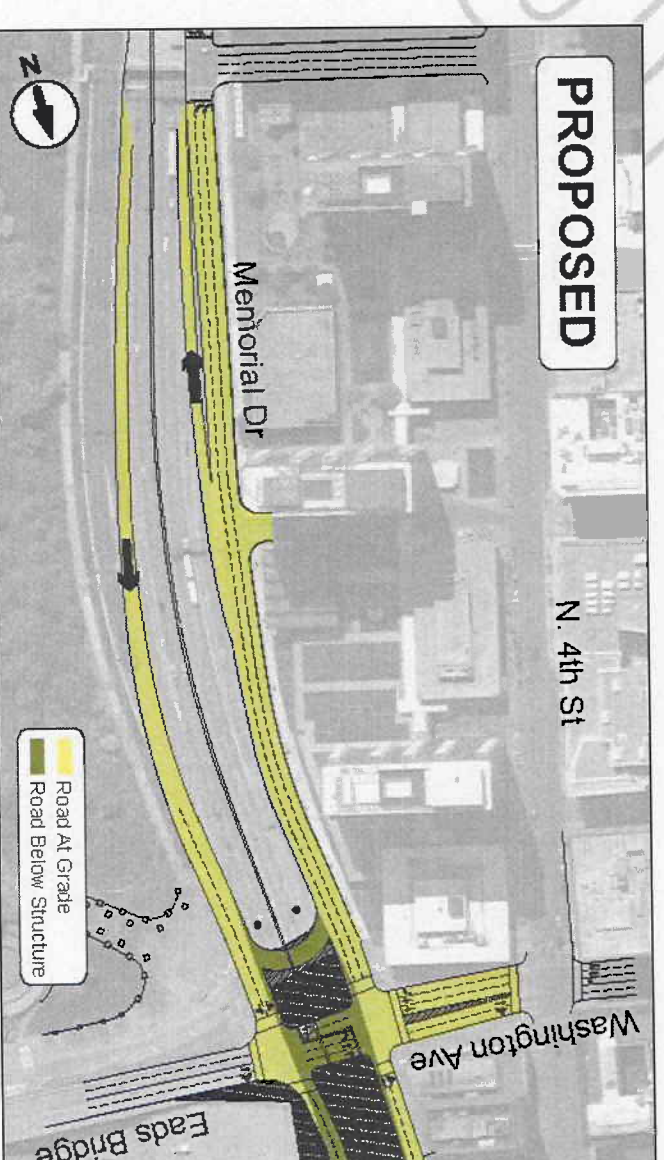 PROPOSED
N
Memorial Dr
N. 4th St
Road At Grade
Road Below Structure
Washington Ave
Eads Bridge